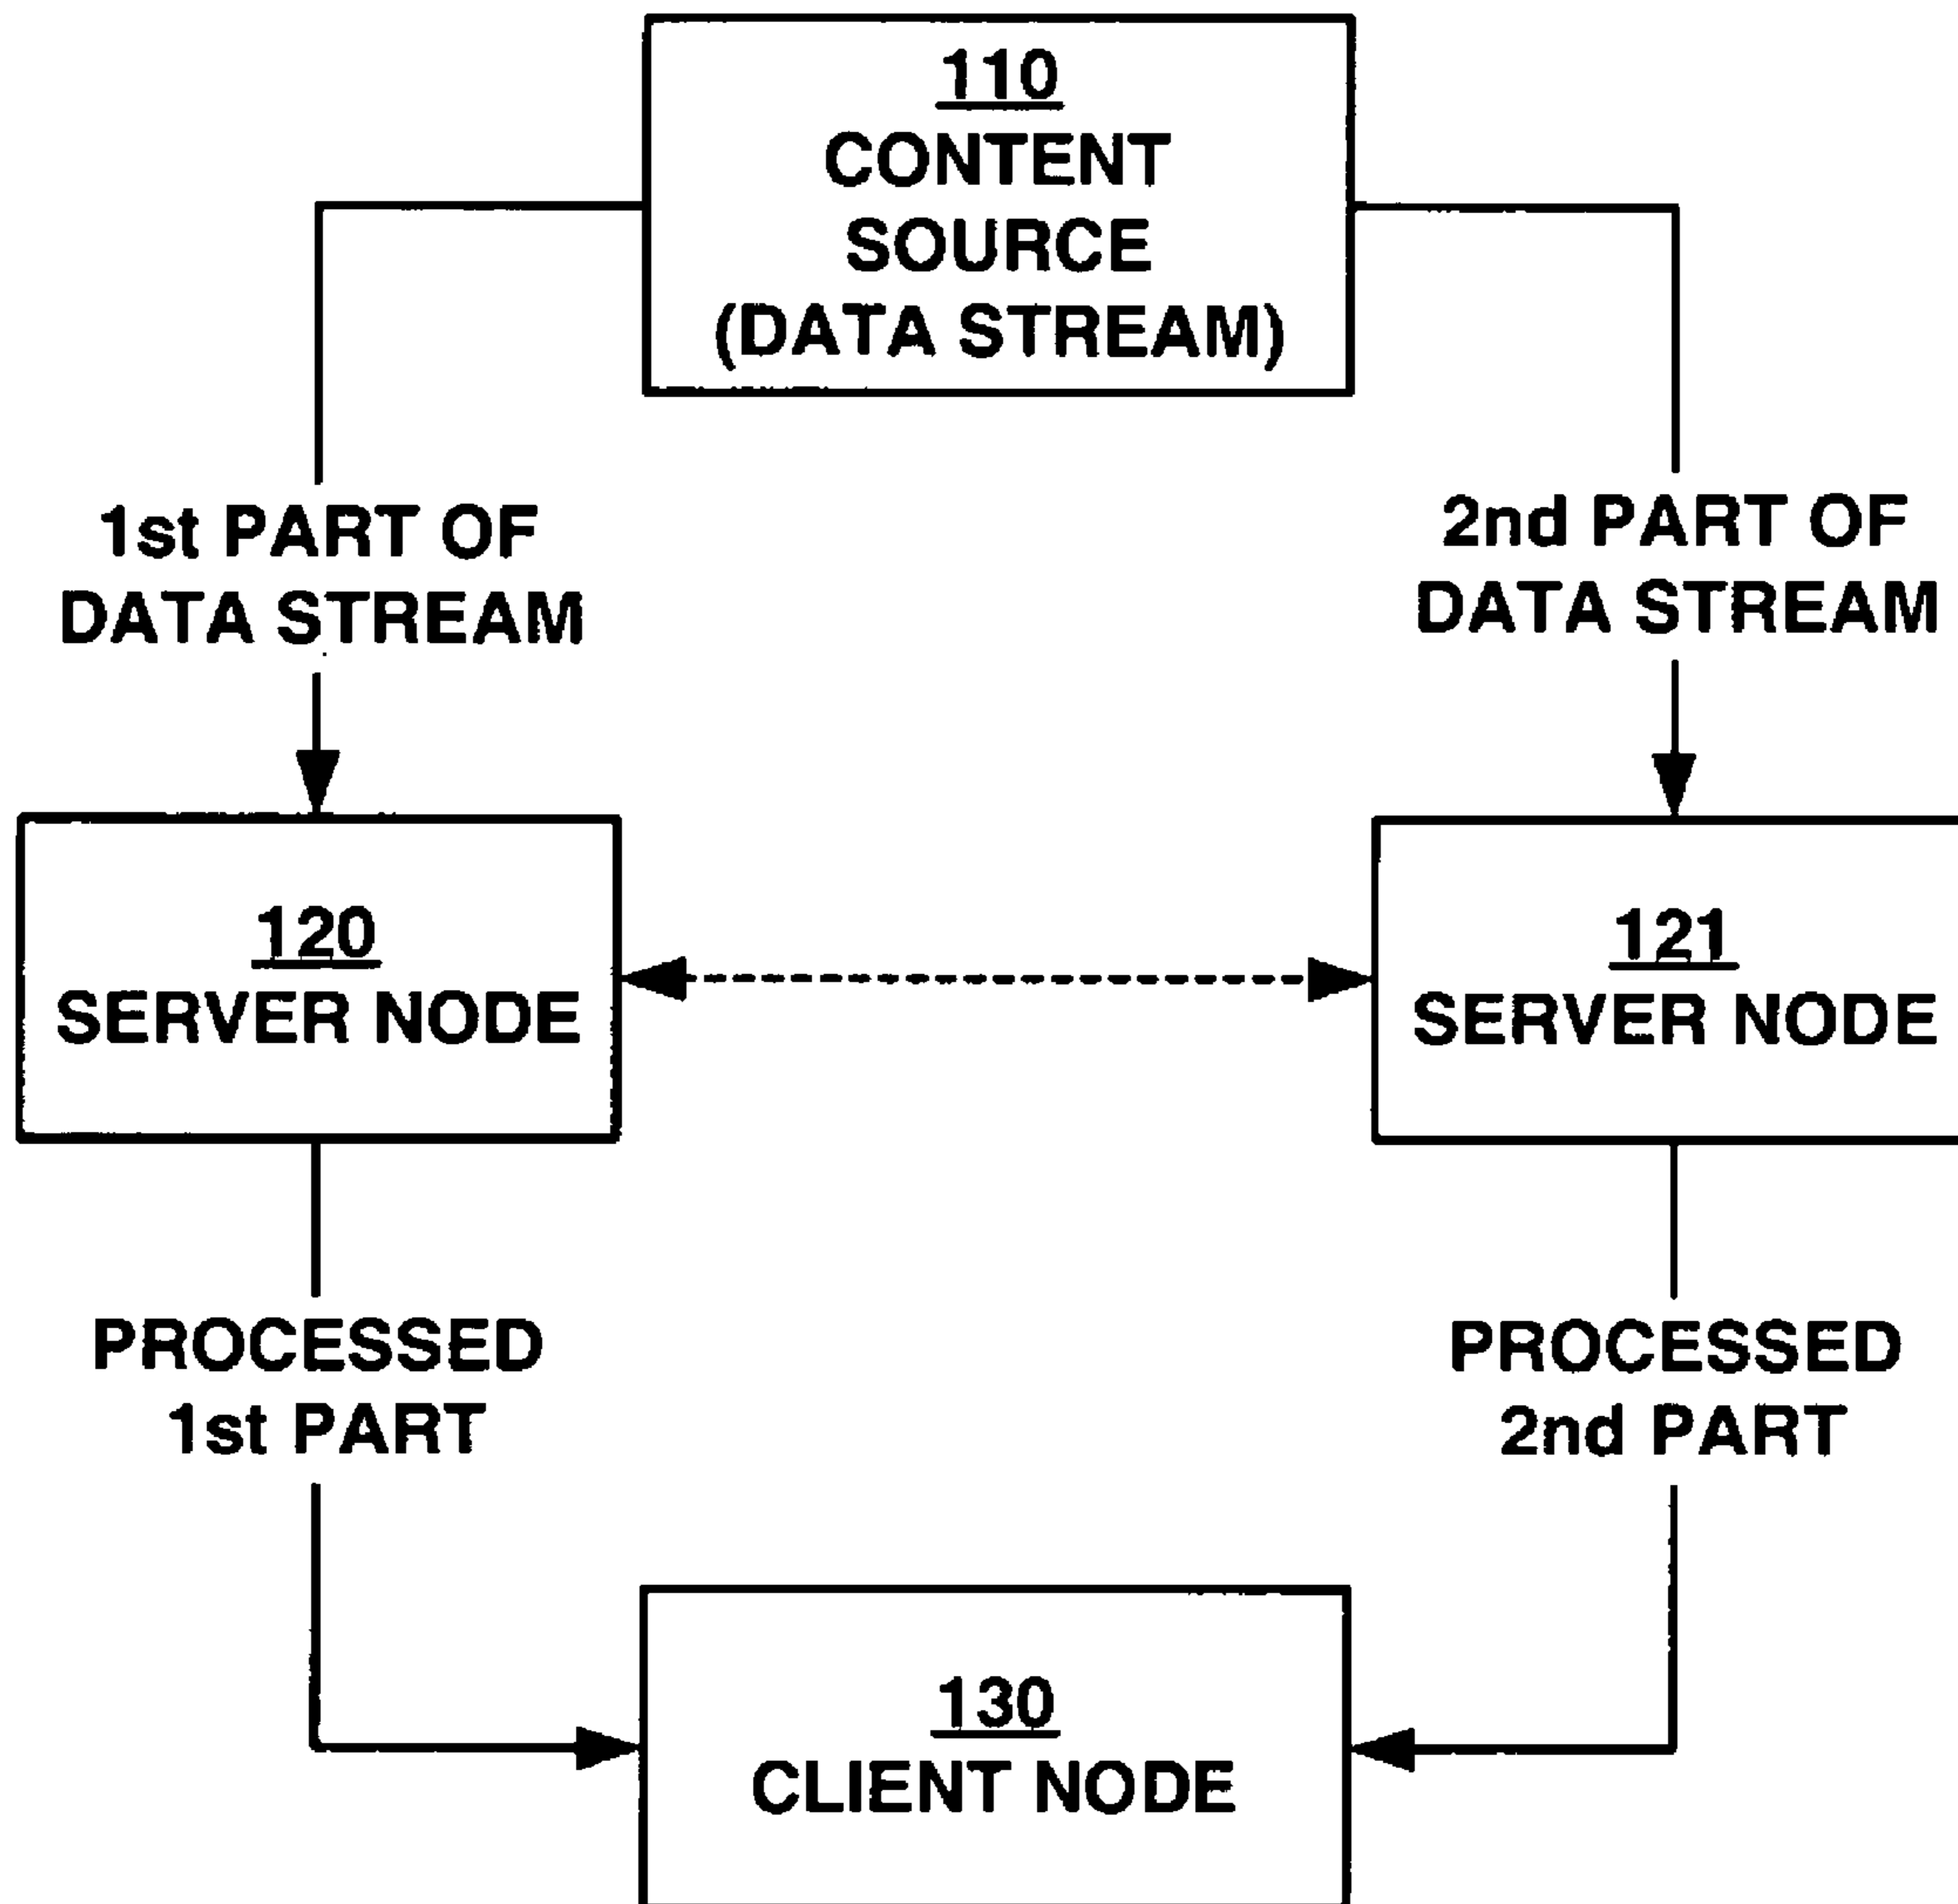 110
CONTENT
SOURCE
(DATA STREAM)
1st PART OF
DATA STREAM
2nd PART OF
DATA STREAM
120
SERVER NODE
121
SERVER NODE
PROCESSED
1st PART
PROCESSED
2nd PART
130
CLIENT NODE